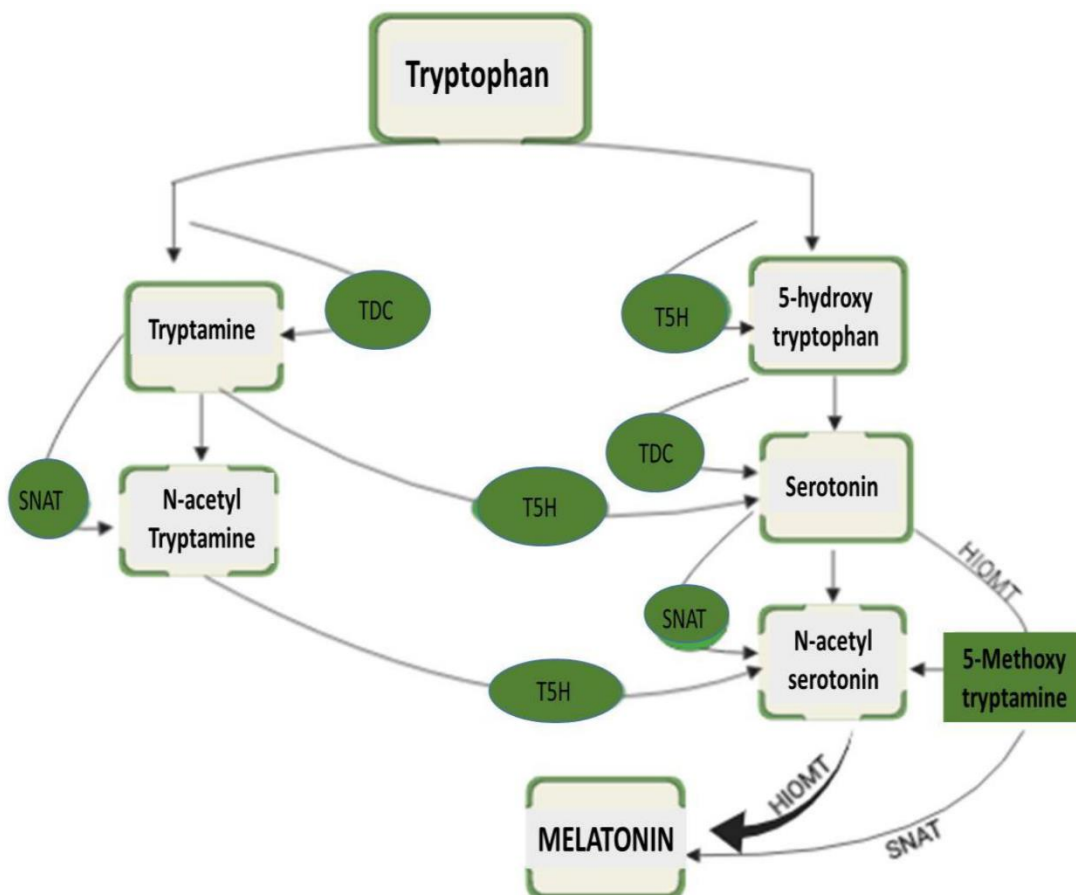 Tryptophan
TDC
T5H
5-hydroxy
tryptophan
Tryptamine
TDC
Serotonin
SNAT
N-acetyl
Tryptamine
T5H
HIOMT
SNAT
N-acetyl
serotonin
5-Methoxy
tryptamine
T5H
HIOMT
MELATONIN
SNAT